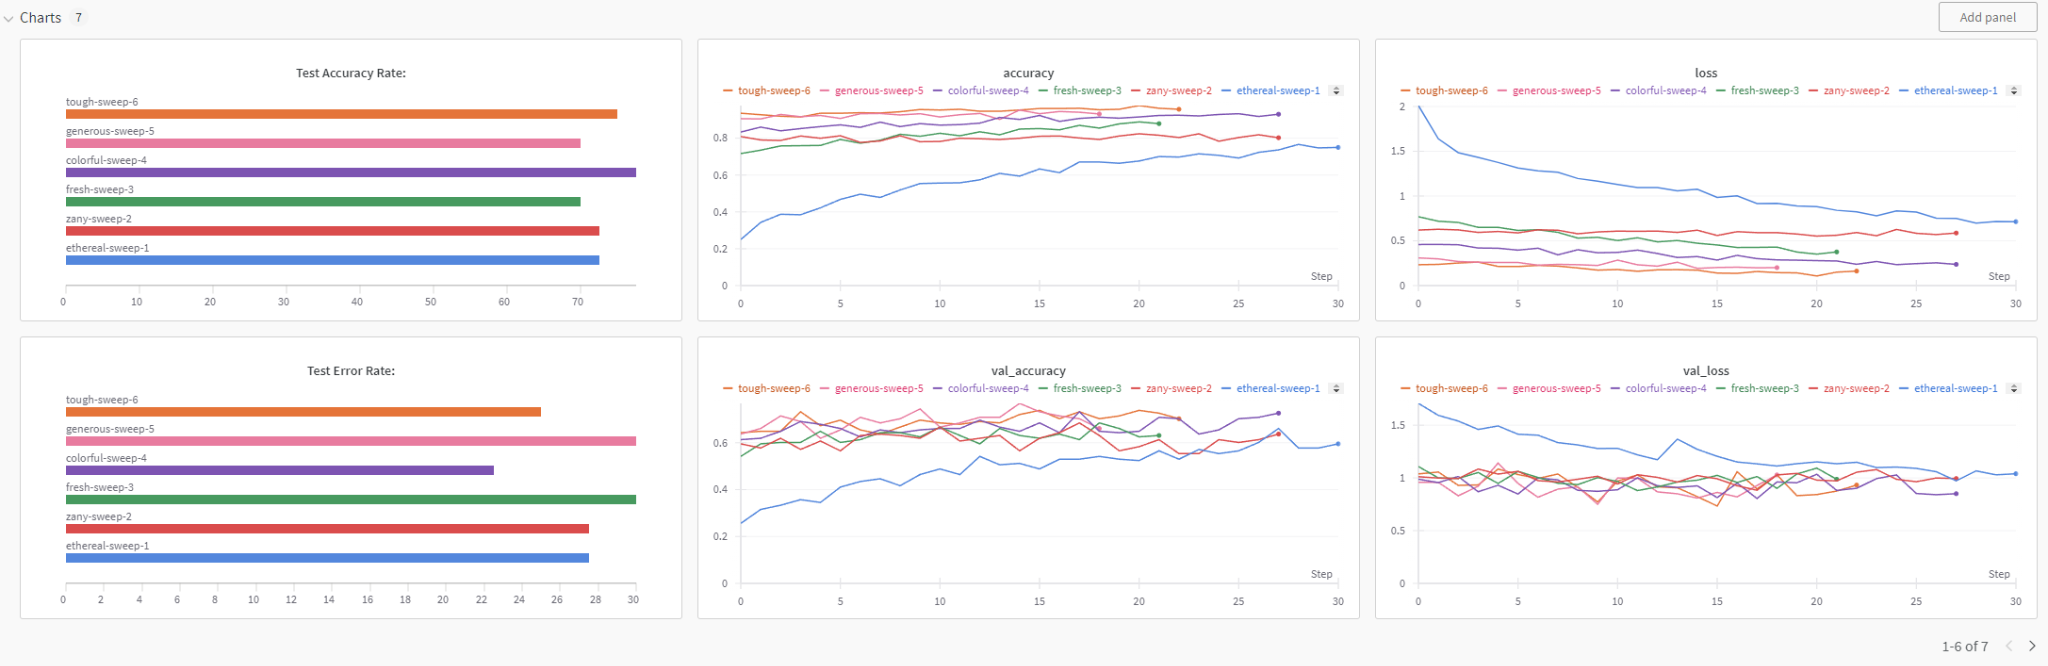 Charts 7
Add panel
Test Accuracy Rate:
tough-sweep-6
generous-sweep-5
colorful-sweep-4
fresh-sweep-3
zany-sweep-2
ethereal-sweep-1
0 10 20 30 40 50 60 70
accuracy
tough-sweep-6 generous-sweep-5 colorful-sweep-4 fresh-sweep-3 zany-sweep-2 ethereal-sweep-1
0.8
0.6
0.4
0.2
0
Step
0 5 10 15 20 25 30
loss
tough-sweep-6 generous-sweep-5 colorful-sweep-4 fresh-sweep-3 zany-sweep-2 ethereal-sweep-1
2
1.5
1
0.5
0
Step
0 5 10 15 20 25 30
Test Error Rate:
tough-sweep-6
generous-sweep-5
colorful-sweep-4
fresh-sweep-3
zany-sweep-2
ethereal-sweep-1
0 2 4 6 8 10 12 14 16 18 20 22 24 26 28 30
val_accuracy
tough-sweep-6 generous-sweep-5 colorful-sweep-4 fresh-sweep-3 zany-sweep-2 ethereal-sweep-1
0.6
0.4
0.2
0
Step
0 5 10 15 20 25 30
val_loss
tough-sweep-6 generous-sweep-5 colorful-sweep-4 fresh-sweep-3 zany-sweep-2 ethereal-sweep-1
1.5
1
0.5
0
Step
0 5 10 15 20 25 30
1-6 of 7